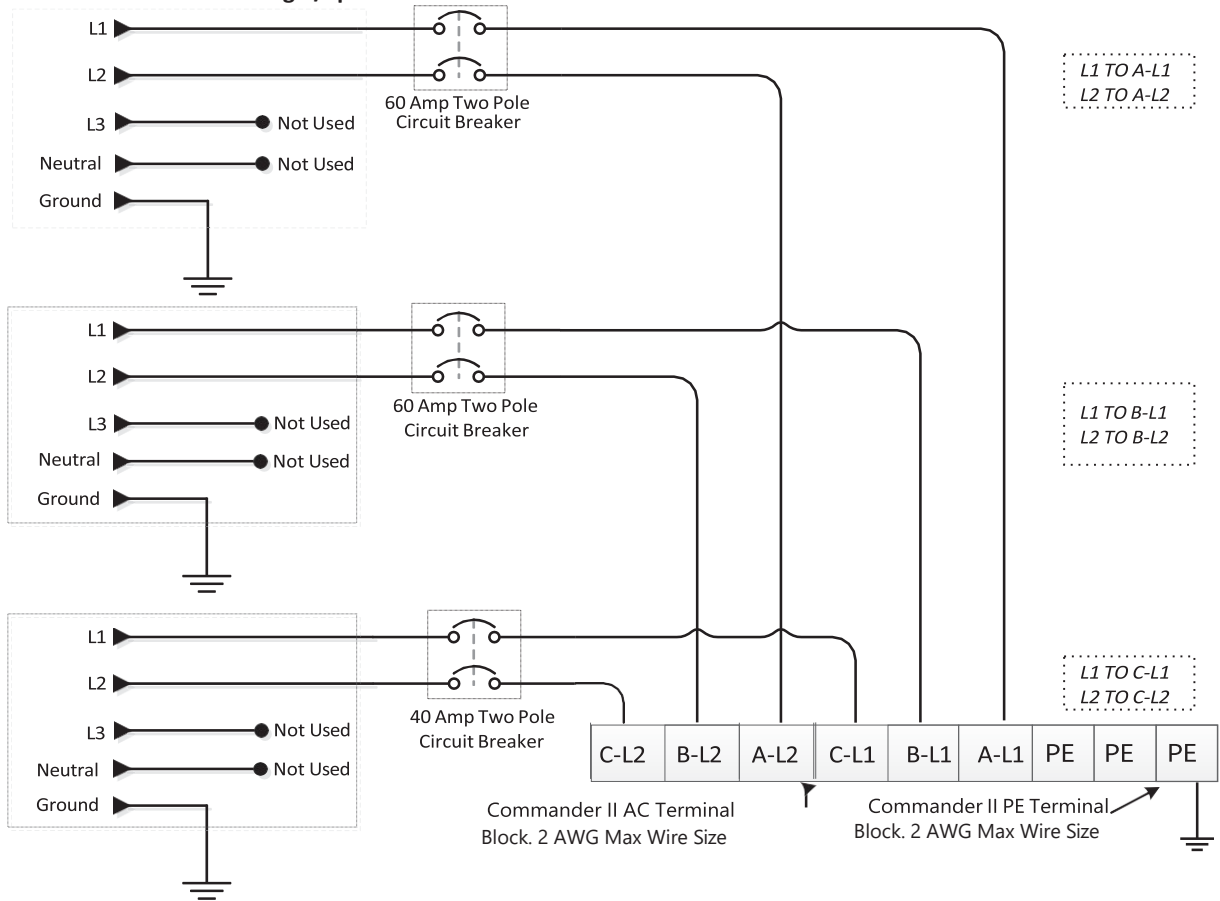 L1
L2
L3
Not Used
Neutral
Not Used
Ground
60 Amp Two Pole
Circuit Breaker
L1 TO A-L1
L2 TO A-L2
L1
L2
L3
Not Used
Neutral
Not Used
Ground
60 Amp Two Pole
Circuit Breaker
L1 TO B-L1
L2 TO B-L2
L1
L2
L3
Not Used
Neutral
Not Used
Ground
40 Amp Two Pole
Circuit Breaker
L1 TO C-L1
L2 TO C-L2
C-L2
B-L2
A-L2
C-L1
B-L1
A-L1
PE
PE
PE
Commander II AC Terminal
Block. 2 AWG Max Wire Size
Commander II PE Terminal
Block. 2 AWG Max Wire Size